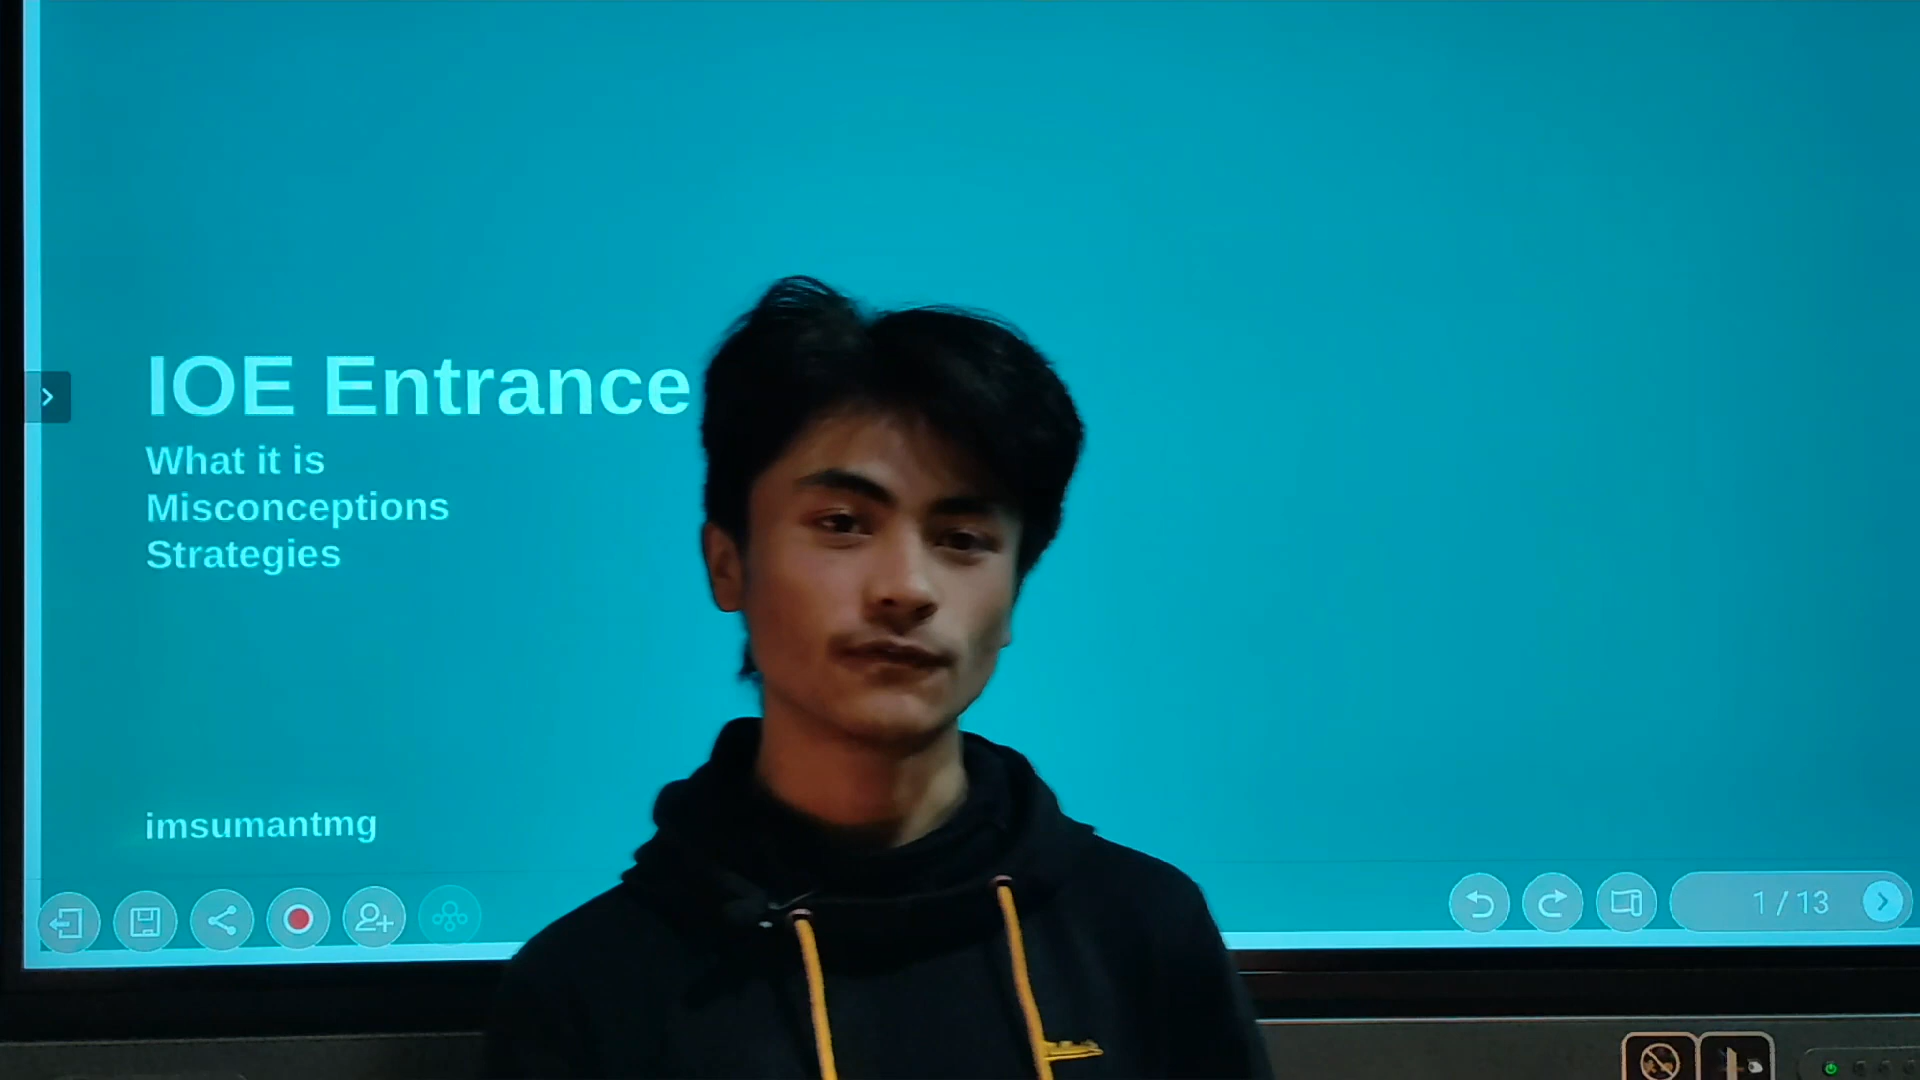 IOE Entrance
What it is
Misconceptions
Strategies
imsumantmg
1 / 13